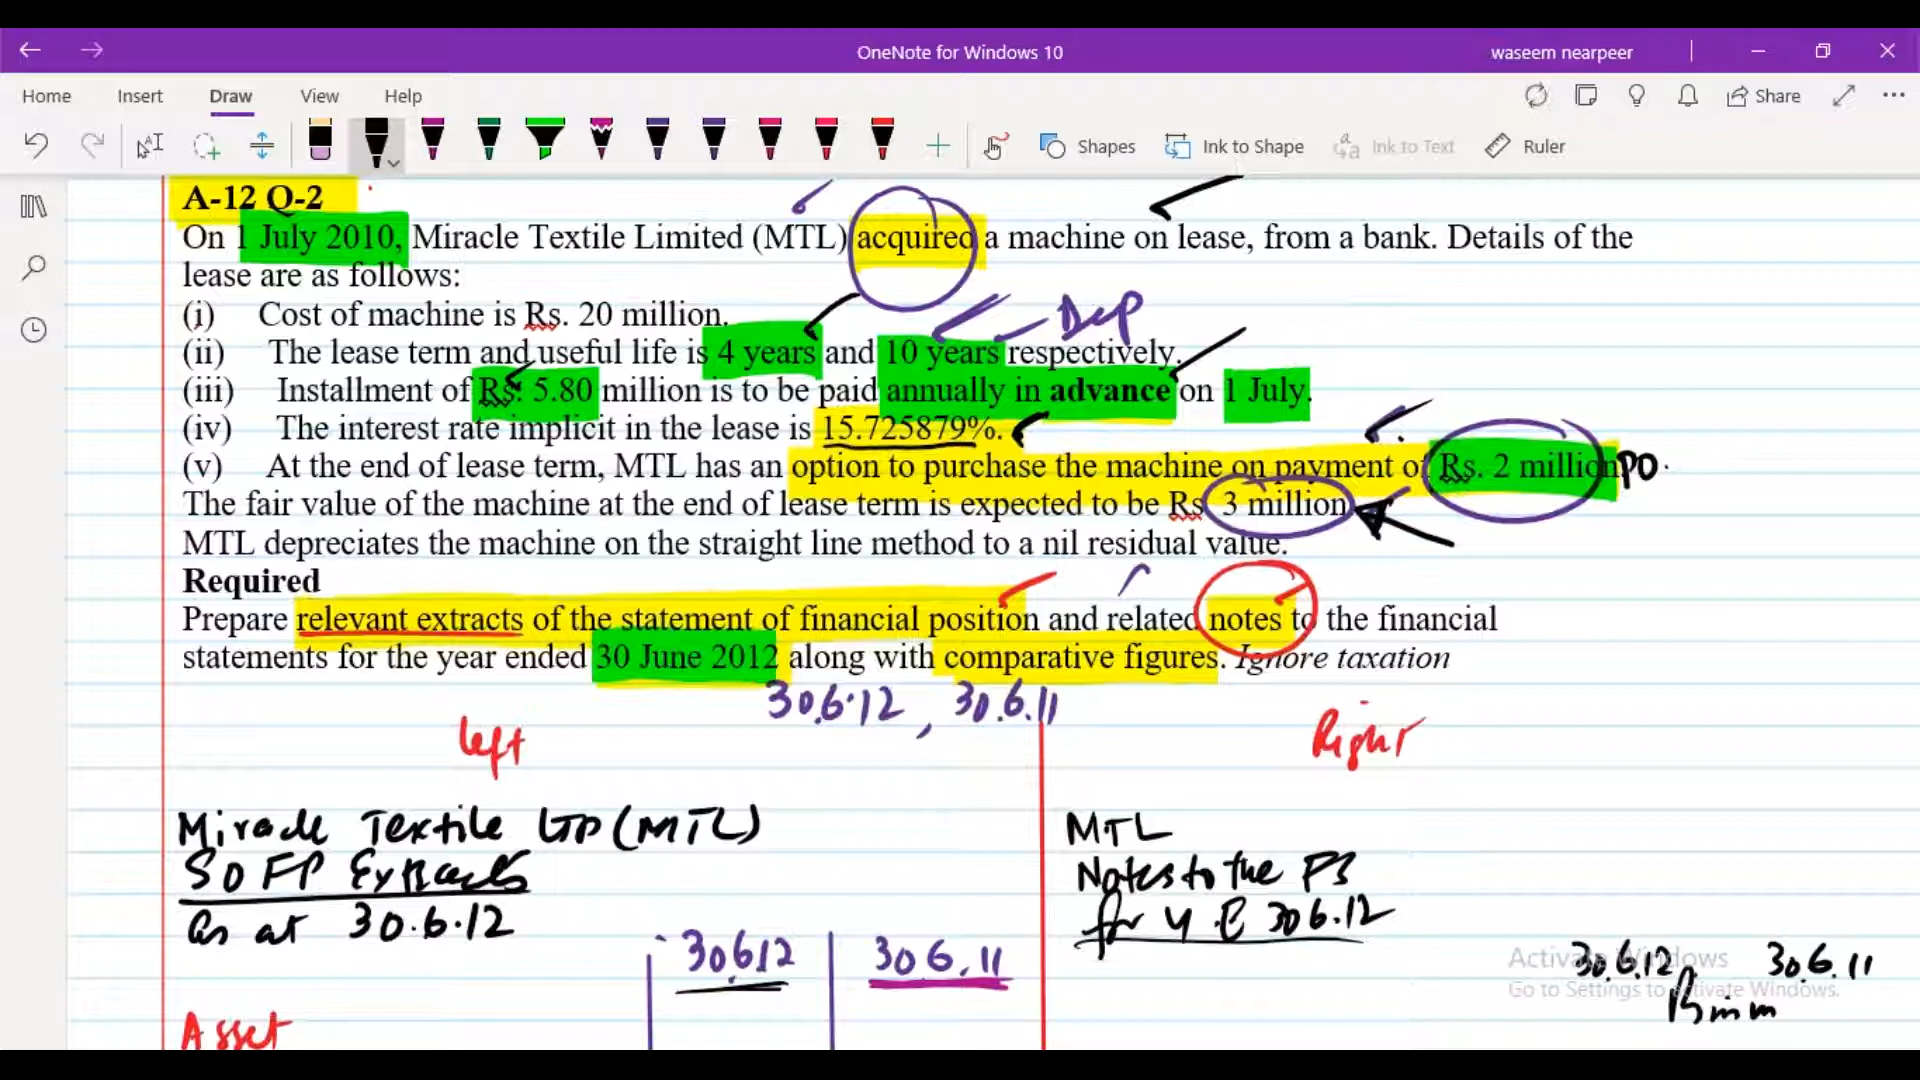 OneNote for Windows 10
waseem nearpeer
Home Insert Draw View Help
Share
Shapes Ink to Shape Ink to Text Ruler
A-12 Q-2
On 1 July 2010, Miracle Textile Limited (MTL) acquired a machine on lease, from a bank. Details of the
lease are as follows:
(i) Cost of machine is Rs. 20 million.
Dep
(ii) The lease term and useful life is 4 years and 10 years respectively.
(iii) Installment of Rs. 5.80 million is to be paid annually in advance on 1 July.
(iv) The interest rate implicit in the lease is 15.725879%.
(v) At the end of lease term, MTL has an option to purchase the machine on payment of Rs. 2 million PO.
The fair value of the machine at the end of lease term is expected to be Rs 3 million
MTL depreciates the machine on the straight line method to a nil residual value.
Required
Prepare relevant extracts of the statement of financial position and related notes to the financial
statements for the year ended 30 June 2012 along with comparative figures. Ignore taxation
30.6.12, 30.6.11
left
Right
Miracle Textile LTD (MTL)
SOFP Extracts
As at 30.6.12
MTL
Notes to the FS
for Y.E 30 6.12
30.6.12 30.6.11
30.6.12 30.6.11
Activate Windows
Go to Settings to activate Windows.
Asset